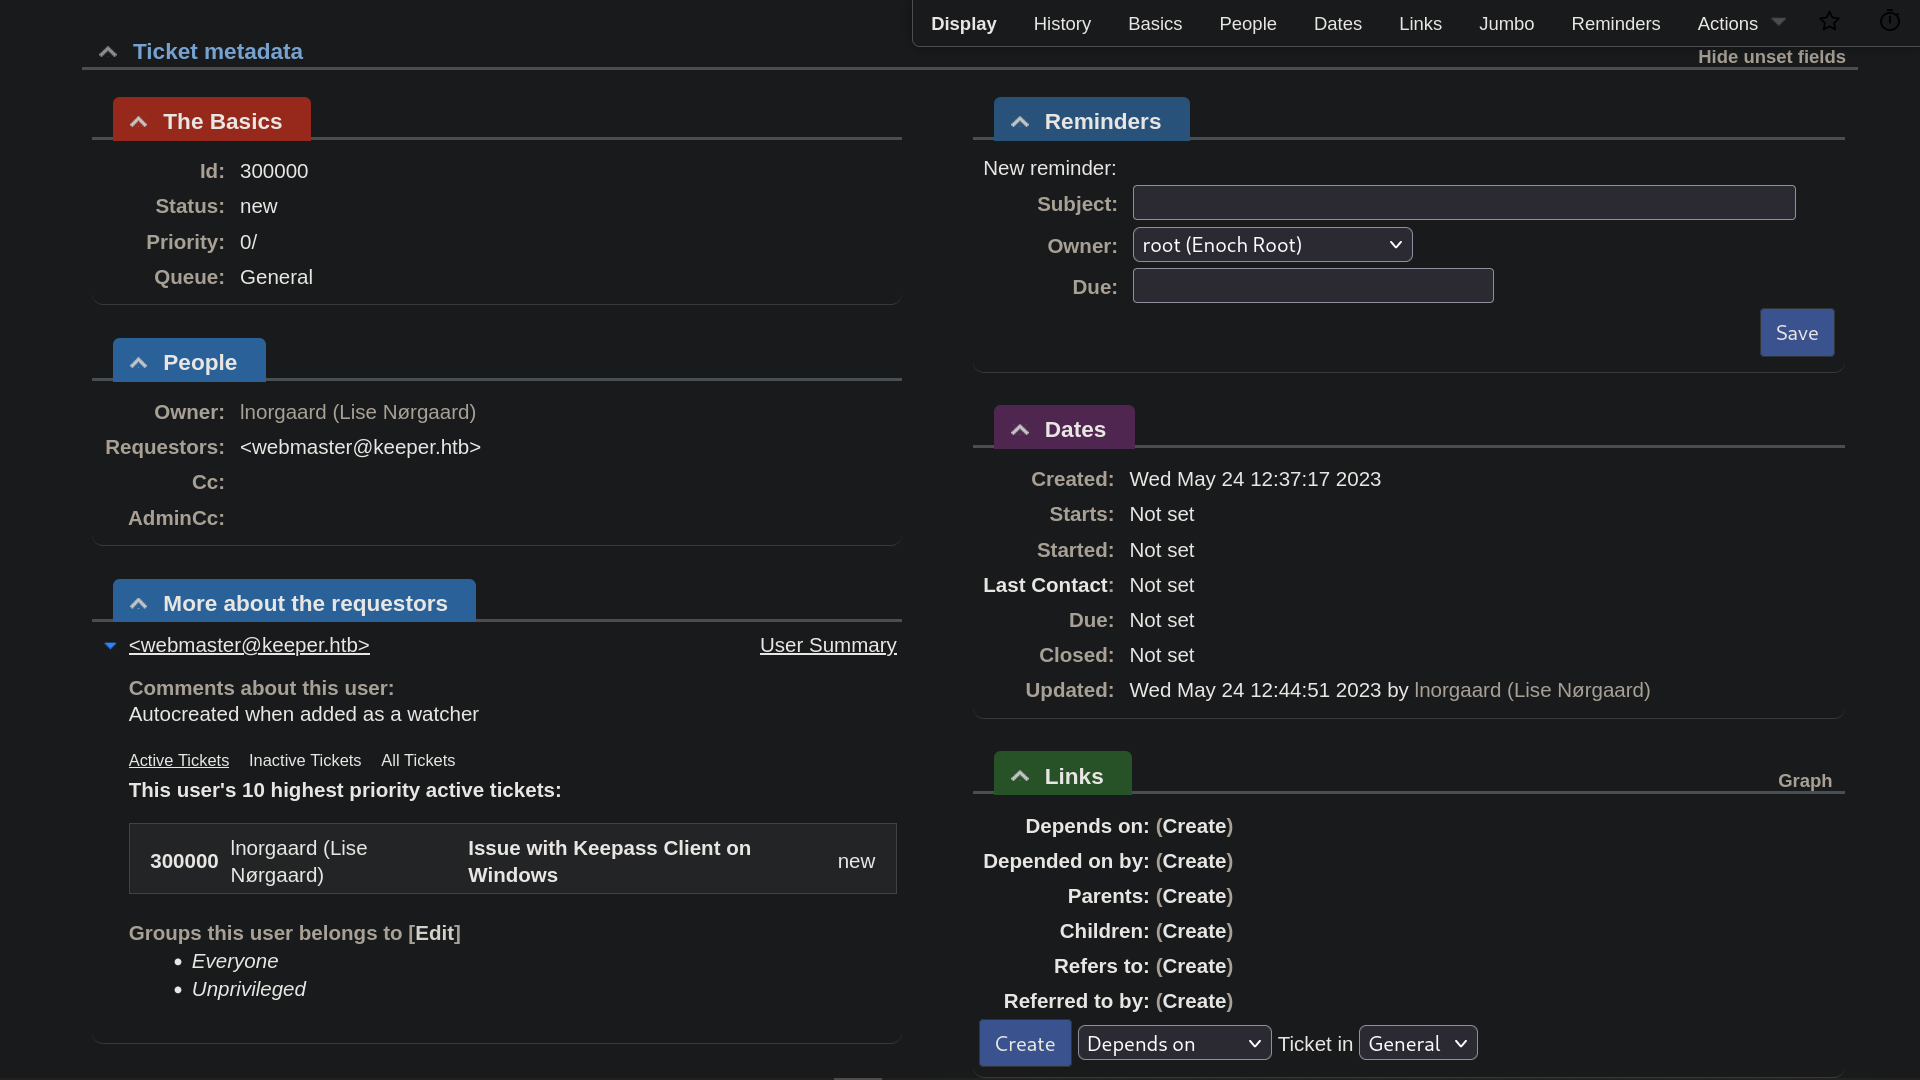 Display History Basics People Dates Links Jumbo Reminders Actions
Ticket metadata
Hide unset fields
The Basics
Id: 300000
Status: new
Priority: 0/
Queue: General
People
Owner: lnorgaard (Lise Nørgaard)
Requestors: <webmaster@keeper.htb>
Cc:
AdminCc:
More about the requestors
<webmaster@keeper.htb> User Summary
Comments about this user:
Autocreated when added as a watcher
Active Tickets Inactive Tickets All Tickets
This user's 10 highest priority active tickets:
300000 lnorgaard (Lise Nørgaard) Issue with Keepass Client on Windows new
Groups this user belongs to [Edit]
Everyone
Unprivileged
Reminders
New reminder:
Subject:
Owner: root (Enoch Root)
Due:
Save
Dates
Created: Wed May 24 12:37:17 2023
Starts: Not set
Started: Not set
Last Contact: Not set
Due: Not set
Closed: Not set
Updated: Wed May 24 12:44:51 2023 by lnorgaard (Lise Nørgaard)
Links
Graph
Depends on: (Create)
Depended on by: (Create)
Parents: (Create)
Children: (Create)
Refers to: (Create)
Referred to by: (Create)
Create Depends on Ticket in General